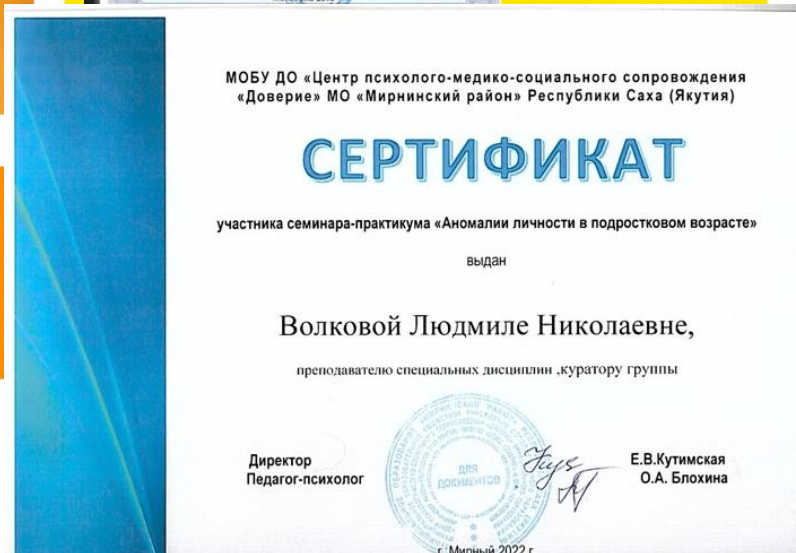 МОБУ ДО «Центр психолого-медико-социального сопровождения
«Доверие» МО «Мирнинский район» Республики Саха (Якутия)
СЕРТИФИКАТ
участника семинара-практикума «Аномалии личности в подростковом возрасте»
выдан
Волковой Людмиле Николаевне,
преподавателю специальных дисциплин ,куратору группы
ДЛЯ
ДОКУМЕНТОВ
Директор
Е.В.Кутимская
Педагог-психолог
О.А. Блохина
г. Мирный 2022 г.